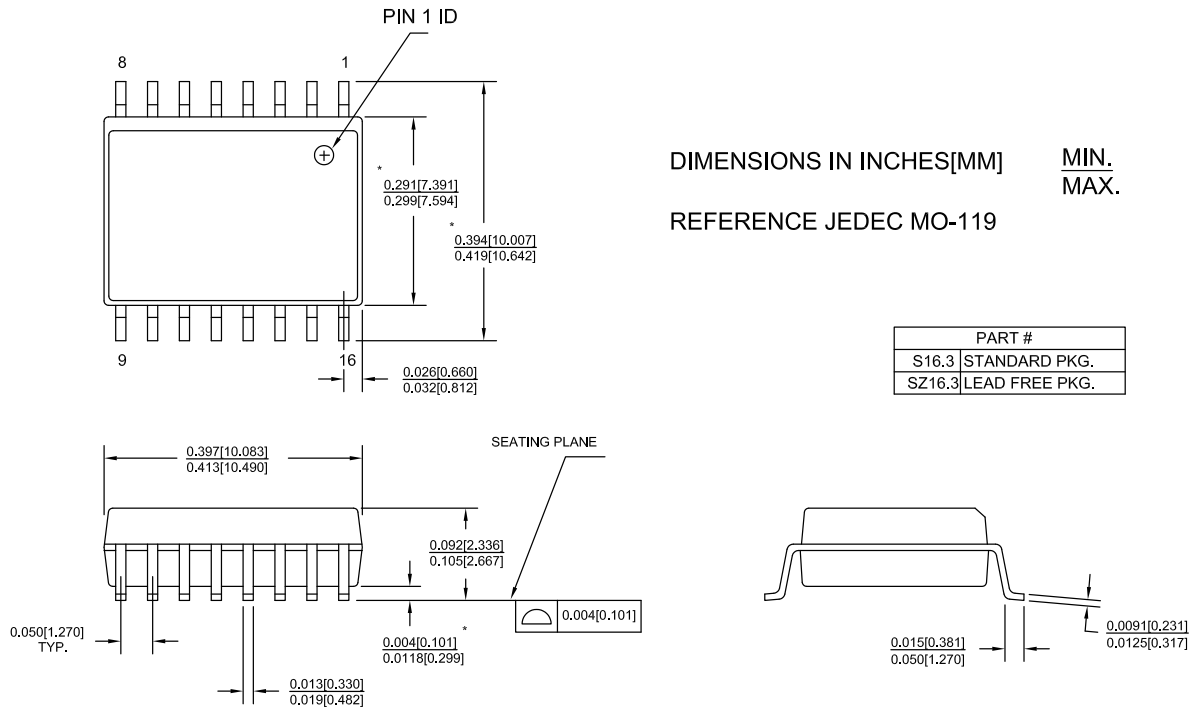 PIN 1 ID
8
1
*
0.291[7.391]
0.299[7.594]
*
0.394[10.007]
0.419[10.642]
9
16
0.026[0.660]
0.032[0.812]
DIMENSIONS IN INCHES[MM]
MIN.
MAX.
REFERENCE JEDEC MO-119
PART #
S16.3 STANDARD PKG.
SZ16.3 LEAD FREE PKG.
0.397[10.083]
0.413[10.490]
SEATING PLANE
0.092[2.336]
0.105[2.667]
0.004[0.101]
0.050[1.270]
TYP.
*
0.004[0.101]
0.0118[0.299]
0.013[0.330]
0.019[0.482]
0.015[0.381]
0.050[1.270]
0.0091[0.231]
0.0125[0.317]